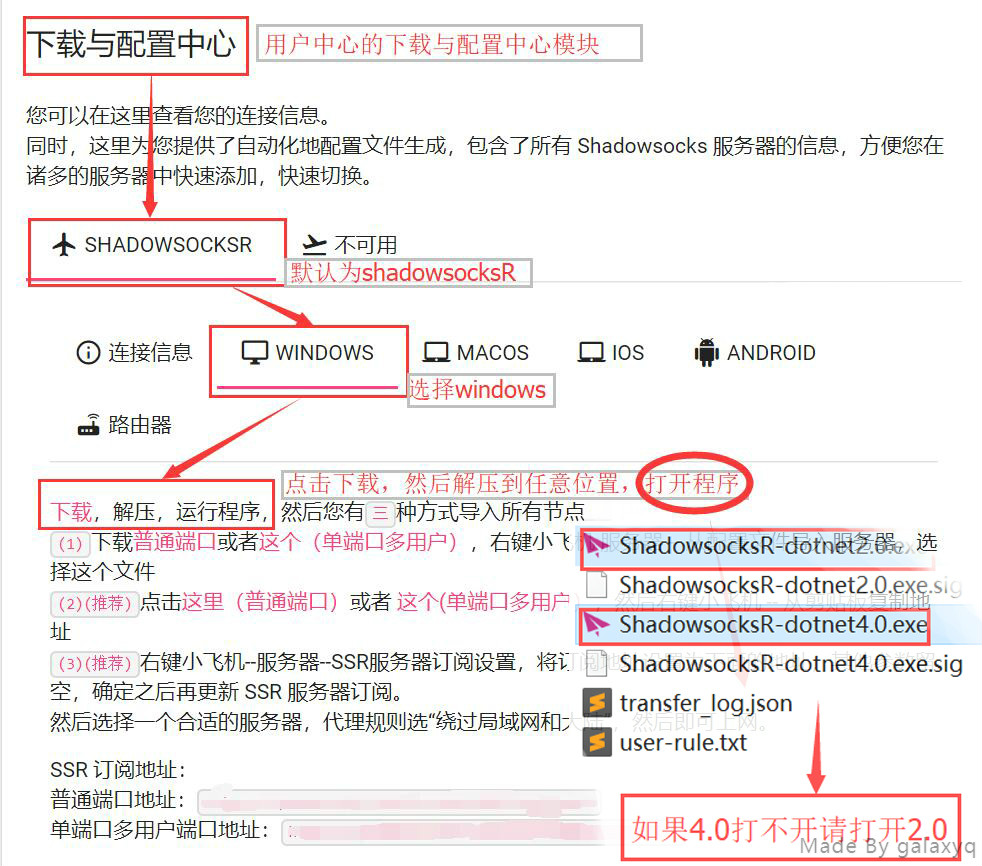 下载与配置中心
用户中心的下载与配置中心模块
您可以在这里查看您的连接信息。
同时，这里为您提供了自动化地配置文件生成，包含了所有 Shadowsocks 服务器的信息，方便您在
诸多的服务器中快速添加，快速切换。
SHADOWSOCKSR
不可用
默认为shadowsocksR
连接信息
WINDOWS
MACOS
IOS
ANDROID
选择windows
路由器
点击下载，然后解压到任意位置，打开程序
下载，解压，运行程序，然后您有 三 种方式导入所有节点
(1) 下载普通端口或者这个（单端口多用户），右键小飞机 选
择这个文件
(2)(推荐) 点击这里（普通端口）或者 这个(单端口多用户
址
(3)(推荐) 右键小飞机--服务器--SSR服务器订阅设置，将订
空，确定之后再更新 SSR 服务器订阅。
然后选择一个合适的服务器，代理规则选“绕过局域网和大陆”，然后即可上网。
ShadowsocksR-dotnet2.0.exe
ShadowsocksR-dotnet2.0.exe.sig
ShadowsocksR-dotnet4.0.exe
ShadowsocksR-dotnet4.0.exe.sig
transfer_log.json
user-rule.txt
SSR 订阅地址：
普通端口地址：
单端口多用户端口地址：
如果4.0打不开请打开2.0
Made By galaxyq